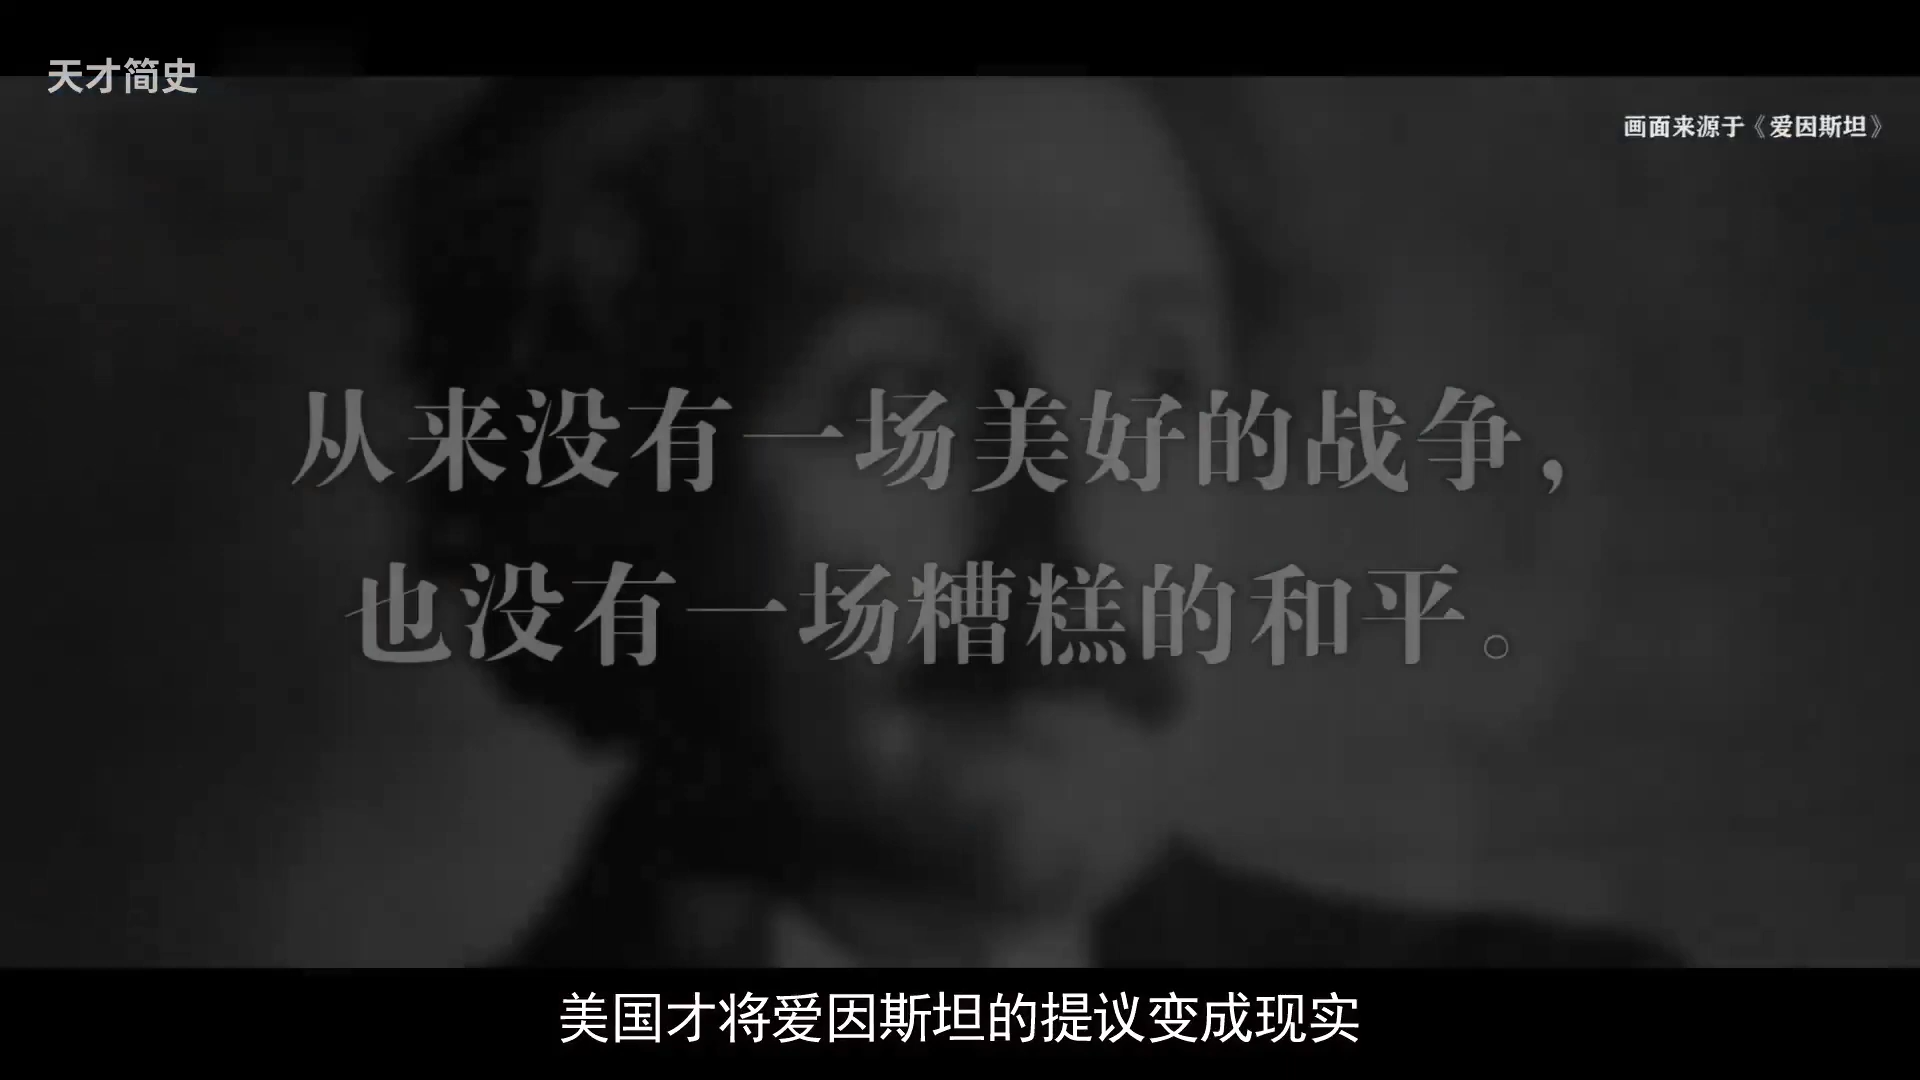 天才简史
画面来源于《爱因斯坦》
从来没有一场美好的战争，
也没有一场糟糕的和平。
美国才将爱因斯坦的提议变成现实